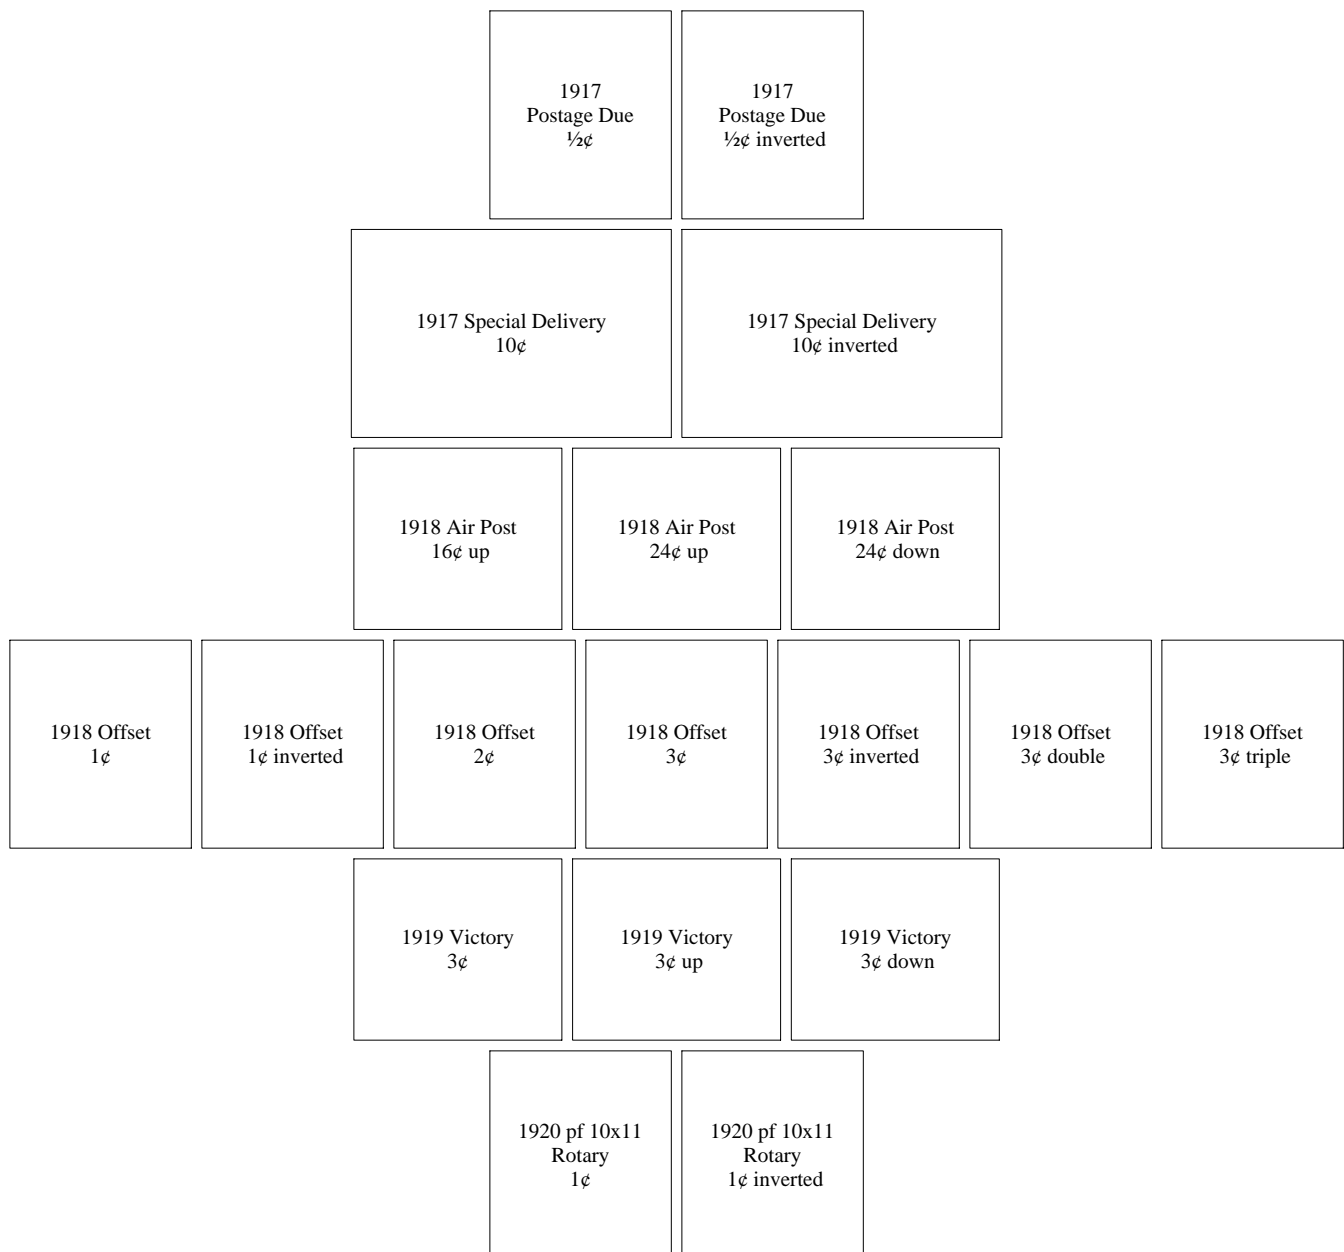 1917
Postage Due
½¢
1917
Postage Due
½¢ inverted
1917 Special Delivery
10¢
1917 Special Delivery
10¢ inverted
1918 Air Post
16¢ up
1918 Air Post
24¢ up
1918 Air Post
24¢ down
1918 Offset
1¢
1918 Offset
1¢ inverted
1918 Offset
2¢
1918 Offset
3¢
1918 Offset
3¢ inverted
1918 Offset
3¢ double
1918 Offset
3¢ triple
1919 Victory
3¢
1919 Victory
3¢ up
1919 Victory
3¢ down
1920 pf 10x11
Rotary
1¢
1920 pf 10x11
Rotary
1¢ inverted